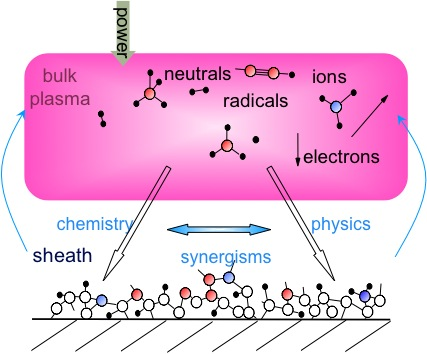 power
bulk
plasma
neutrals
ions
radicals
electrons
chemistry
physics
sheath
synergisms